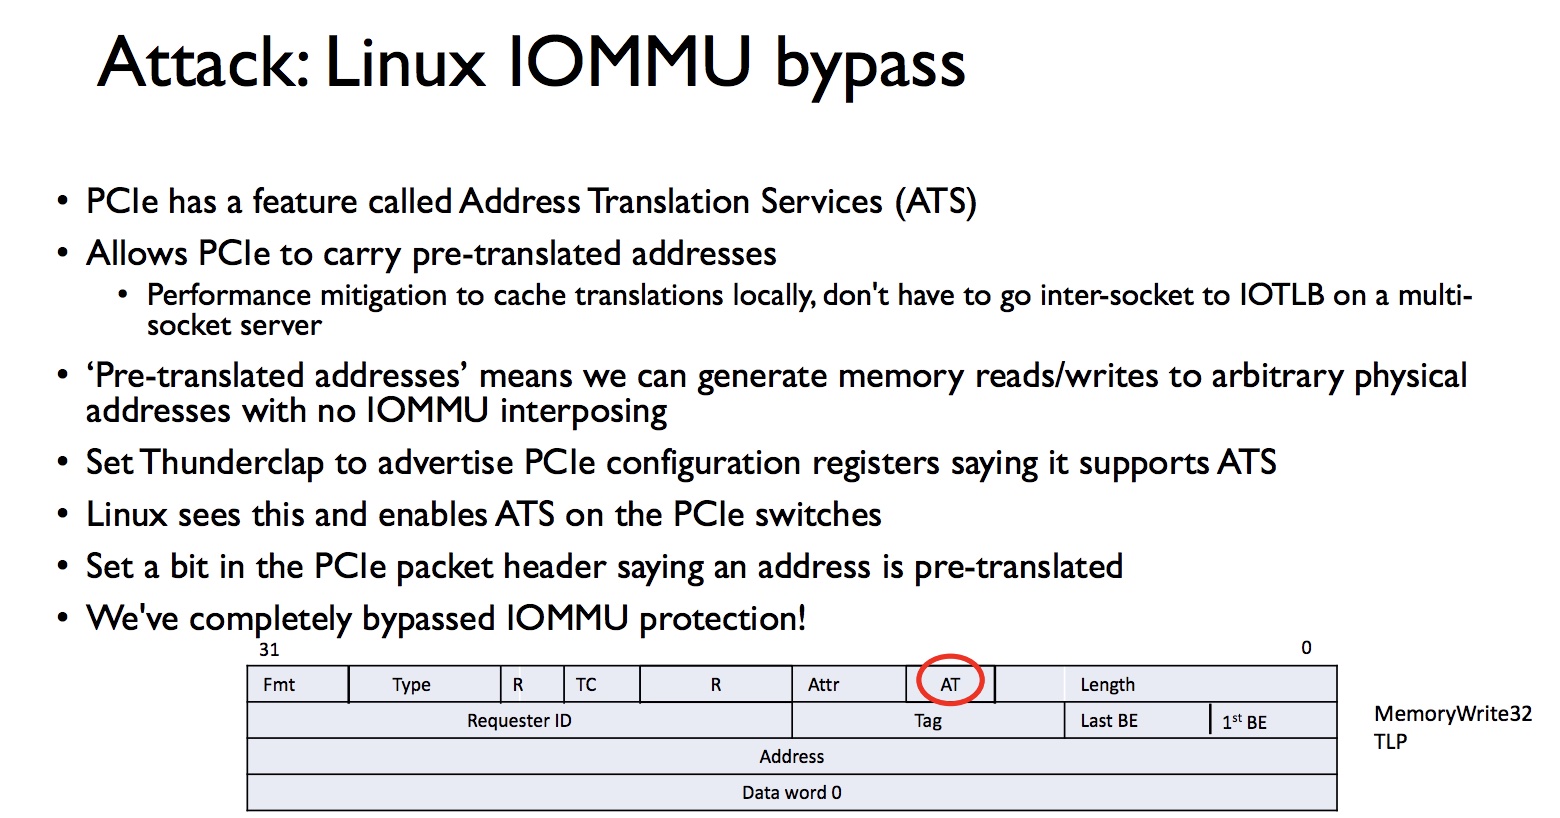 Attack: Linux IOMMU bypass
• PCIe has a feature called Address Translation Services (ATS)
• Allows PCIe to carry pre-translated addresses
• Performance mitigation to cache translations locally, don't have to go inter-socket to IOTLB on a multi-
socket server
• ‘Pre-translated addresses’ means we can generate memory reads/writes to arbitrary physical
addresses with no IOMMU interposing
• Set Thunderclap to advertise PCIe configuration registers saying it supports ATS
• Linux sees this and enables ATS on the PCIe switches
• Set a bit in the PCIe packet header saying an address is pre-translated
• We've completely bypassed IOMMU protection!
31 0
Fmt Type R TC R Attr AT Length
Requester ID Tag Last BE 1st BE
Address
Data word 0
MemoryWrite32
TLP